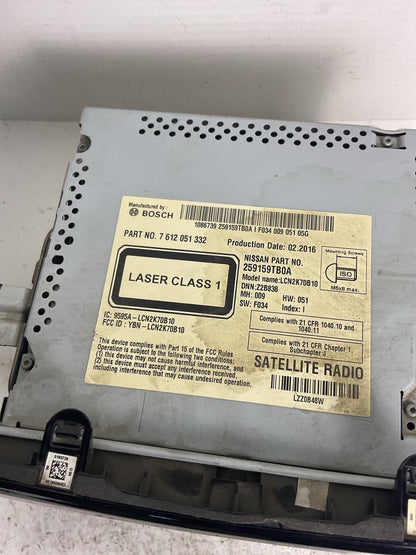 Manufactured by :
BOSCH
1086739 259159TB0A I F034 009 051 05G
PART NO. 7 612 051 332
Production Date: 02.2016
NISSAN PART NO.
259159TB0A
Model name:LCN2K70B10
DNN:Z2B838
MH: 009
HW: 051
SW: F034
Index: I
Mounting Screws
ISO
M5x8 max.
LASER CLASS 1
IC: 9595A-LCN2K70B10
FCC ID : YBN-LCN2K70B10
Complies with 21 CFR 1040.10 and
1040.11
Complies with 21 CFR Chapter 1,
Subchapter J
This device complies with Part 15 of the FCC Rules
Operation is subject to the following two conditions:
(1) This device may not cause harmful interference,
and (2) this device must accept any interference
received, including interference that may cause
undesired operation.
SATELLITE RADIO
LZZ0B48W